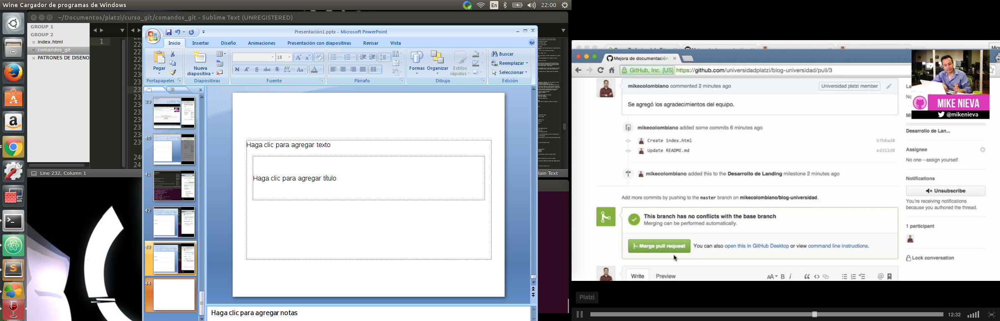 Wine Cargador de programas de Windows
En
22:00
~/Documentos/platzi/curso_git/comandos_git - Sublime Text (UNREGISTERED)
GROUP 1
GROUP 2
index.html
comandos_git
PATRONES DE DISENO
1
Line 232, Column 1
lain Text
Presentación1.pptx - Microsoft PowerPoint
Inicio
Insertar
Diseño
Animaciones
Presentación con diapositivas
Revisar
Vista
Pegar
Portapapeles
Nueva
diapositiva
Diapositivas
18
Fuente
Párrafo
Formas
Organizar
Estilos
rápidos
Dibujo
Buscar
Reemplazar
Seleccionar
Edición
39
40
41
42
43
44
Haga clic para agregar texto
Haga clic para agregar título
Haga clic para agregar notas
Mejora de documentación
GitHub, Inc. [US] https://github.com/universidadplatzi/blog-universidad/pull/3
mikecolombiano commented 2 minutes ago
Universidad platzi member
Se agregó los agradecimientos del equipo.
mikecolombiano added some commits 6 minutes ago
Create index.html
b7b8ad8
Update README.md
ed312d8
mikecolombiano added this to the Desarrollo de Landing milestone 2 minutes ago
Add more commits by pushing to the master branch on mikecolombiano/blog-universidad.
This branch has no conflicts with the base branch
Merging can be performed automatically.
Merge pull request
You can also open this in GitHub Desktop or view command line instructions.
Write
Preview
MIKE NIEVA
@mikenieva
Desarrollo de Lan...
Assignee
No one—assign yourself
Notifications
Unsubscribe
You're receiving notifications
because you authored the thread.
1 participant
Lock conversation
Platzi
12:32